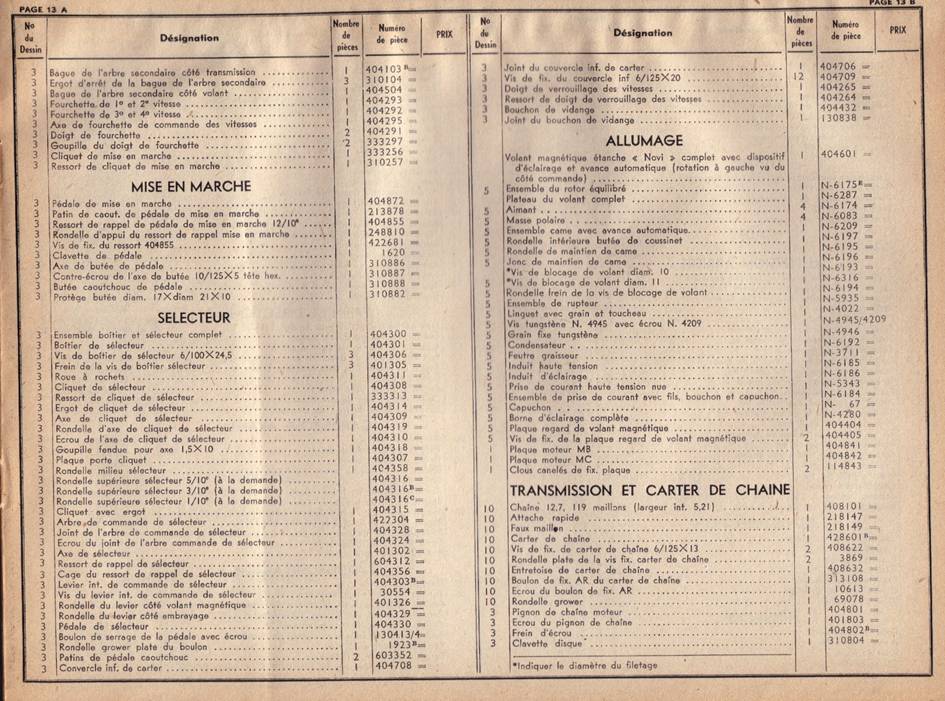 PAGE 13 A
No du Dessin | Désignation | Nombre de pièces | Numéro de pièce | PRIX
3 Bague de l'arbre secondaire côté transmission 1 404103ᴮ=
3 Ergot d'arrêt de la bague de l'arbre secondaire 3 310104 =
3 Bague de l'arbre secondaire côté volant 1 404504 =
3 Fourchette de 1º et 2º vitesse 1 404293 =
3 Fourchette de 3º et 4º vitesse 1 404292 =
3 Axe de fourchette de commande des vitesses 1 404295 =
3 Doigt de fourchette 2 404291 =
3 Goupille du doigt de fourchette 2 333297 =
3 Cliquet de mise en marche 1 333256 =
3 Ressort de cliquet de mise en marche 1 310257 =
MISE EN MARCHE
3 Pédale de mise en marche 1 404872 =
3 Patin de caout. de pédale de mise en marche 1 213878 =
3 Ressort de rappel de pédale de mise en marche 12/10º 1 404855 =
3 Rondelle d'appui du ressort de rappel mise en marche 1 248810 =
3 Vis de fix. du ressort 404855 1 422681 =
3 Clavette de pédale 1 1620 =
3 Axe de butée de pédale 1 310886 =
3 Contre-écrou de l'axe de butée 10/125X5 tête hex. 1 310887 =
3 Butée caoutchouc de pédale 1 310888 =
3 Protège butée diam. 17Xdiam 21X10 1 310882 =
SELECTEUR
3 Ensemble boîtier et sélecteur complet 1 404300 =
3 Boîtier de sélecteur 1 404301 =
3 Vis de boîtier de sélecteur 6/100X24,5 3 404306 =
3 Frein de la vis de boîtier sélecteur 3 401305 =
3 Roue à rochets 1 404311 =
3 Cliquet de sélecteur 1 404308 =
3 Ressort de cliquet de sélecteur 1 333313 =
3 Ergot de cliquet de sélecteur 1 404314 =
3 Axe de cliquet de sélecteur 1 404309 =
3 Rondelle d'axe de cliquet de sélecteur 1 404319 =
3 Ecrou de l'axe de cliquet de sélecteur 1 404310 =
3 Goupille fendue pour axe 1,5X10 1 404318 =
3 Plaque porte cliquet 1 404307 =
3 Rondelle milieu sélecteur 1 404358 =
3 Rondelle supérieure sélecteur 5/10º (à la demande) 404316 =
3 Rondelle supérieure sélecteur 3/10º (à la demande) 404316ᴮ=
3 Rondelle supérieure sélecteur 1/10º (à la demande) 404316ᶜ=
3 Cliquet avec ergot 1 404315 =
3 Arbre de commande de sélecteur 1 422304 =
3 Joint de l'arbre de commande de sélecteur 1 404328 =
3 Ecrou du joint de l'arbre commande de sélecteur 1 404324 =
3 Axe de sélecteur 1 401302 =
3 Ressort de rappel de sélecteur 1 604312 =
3 Cage du ressort de rappel de sélecteur 1 404356 =
3 Levier int. de commande de sélecteur 1 404303ᴮ=
3 Vis du levier int. de commande de sélecteur 1 30554 =
3 Rondelle du levier côté volant magnétique 1 401326 =
3 Rondelle du levier côté embrayage 1 404329 =
3 Pédale de sélecteur 1 404330 =
3 Boulon de serrage de la pédale avec écrou 1 130413/4=
3 Rondelle grower plate du boulon 1 1923ᴮ=
3 Patins de pédale caoutchouc 2 603352 =
3 Convercle inf. de carter 1 404708 =
PAGE 13 B
No du Dessin | Désignation | Nombre de pièces | Numéro de pièce | PRIX
3 Joint du couvercle inf. de carter 1 404706 =
3 Vis de fix. du couvercle inf 6/125X20 12 404709 =
3 Doigt de verrouillage des vitesses 1 404265 =
3 Ressort de doigt de verrouillage des vitesses 1 404264 =
3 Bouchon de vidange 1 404432 =
3 Joint du bouchon de vidange 1 130838 =
ALLUMAGE
Volant magnétique étanche « Novi » complet avec dispositif 1 404601 =
d'éclairage et avance automatique (rotation à gauche vu du
côté commande)
5 Ensemble du rotor équilibré 1 N-6175ᴮ=
Plateau du volant complet 1 N-6287 =
5 Aimant 4 N-6174 =
5 Masse polaire 4 N-6083 =
5 Ensemble came avec avance automatique. 1 N-6209 =
5 Rondelle intérieure butée de coussinet 1 N-6197 =
5 Rondelle de maintien de came 1 N-6195 =
5 Jonc de maintien de came 1 N-6196 =
*Vis de blocage de volant diam. 10 1 N-6193 =
5 *Vis de blocage de volant diam. 11 1 N-6316 =
5 Rondelle frein de la vis de blocage de volant 1 N-6194 =
5 Ensemble de rupteur 1 N-5935 =
5 Linguet avec grain et toucheau 1 N-4022 =
5 Vis tungstène N. 4945 avec écrou N. 4209 1 N-4945/4209
5 Grain fixe tungstène 1 N-4946 =
5 Condensateur 1 N-6192 =
5 Feutre graisseur 1 N-3711 =
5 Induit haute tension 1 N-6185 =
5 Induit d'éclairage 1 N-6186 =
5 Prise de courant haute tension nue 1 N-5343 =
5 Ensemble de prise de courant avec fils, bouchon et capuchon 1 N-6184 =
5 Capuchon 1 N- 67 =
5 Borne d'éclairage complète 1 N-4280 =
5 Plaque regard de volant magnétique 1 404404 =
5 Vis de fix. de la plaque regard de volant magnétique 2 404405 =
1 Plaque moteur MB 1 404841 =
1 Plaque moteur MC 1 404842 =
1 Clous canelés de fix. plaque 2 114843 =
TRANSMISSION ET CARTER DE CHAINE
10 Chaîne 12,7, 119 maillons (largeur int. 5,21) 1 408101 =
10 Attache rapide 1 218147 =
10 Faux maillon 1 218149 =
10 Carter de chaîne 1 428601ᴮ=
10 Vis de fix. de carter de chaîne 6/125X13 2 408622 =
10 Rondelle plate de la vis fix. carter de chaîne 2 3869 =
10 Entretoise de carter de chaîne 1 408632 =
10 Boulon de fix. AR du carter de chaîne 1 313108 =
10 Ecrou du boulon de fix. AR 1 10613 =
10 Rondelle grower 1 69078 =
3 Pignon de chaîne moteur 1 404801 =
3 Ecrou du pignon de chaîne 1 401803 =
3 Frein d'écrou 1 404802ᴮ=
3 Clavette disque 1 310804 =
*Indiquer le diamètre du filetage